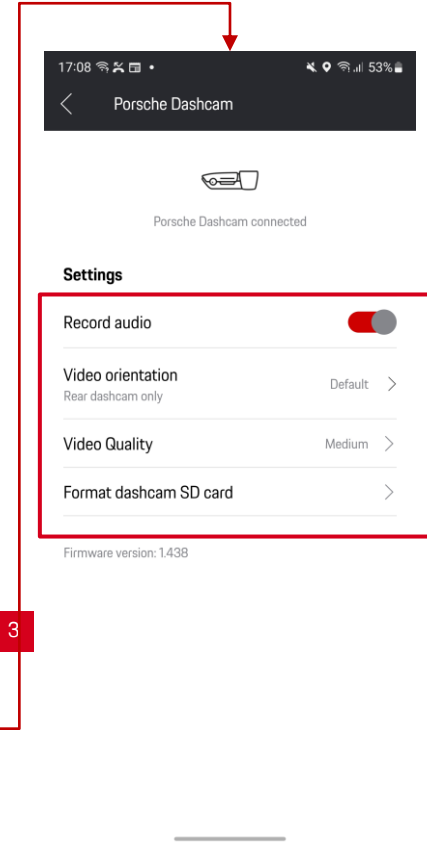 17:08 53%
Porsche Dashcam
Porsche Dashcam connected
Settings
Record audio
Video orientation
Rear dashcam only
Default
Video Quality
Medium
Format dashcam SD card
Firmware version: 1.438
3